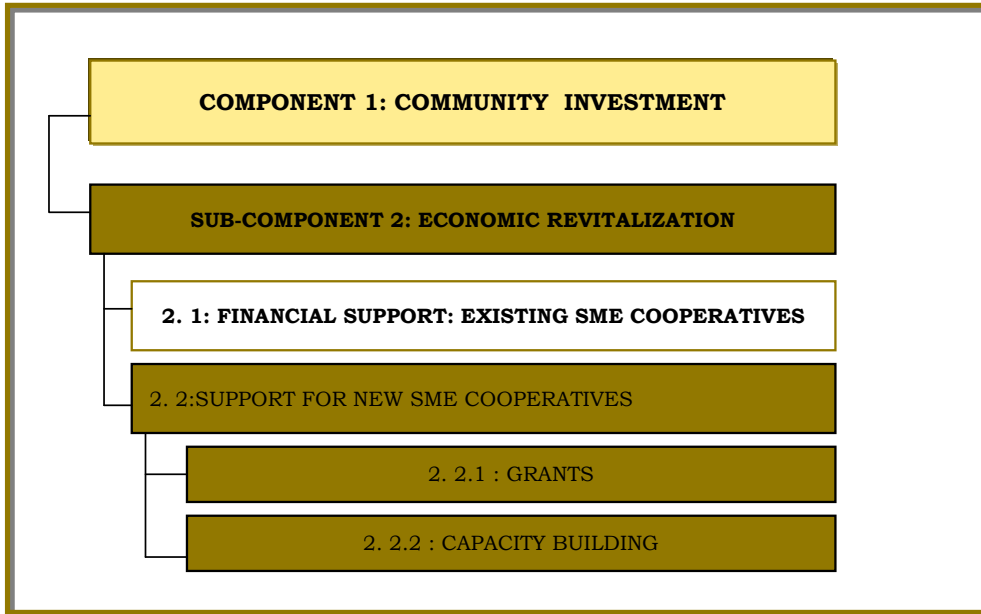 COMPONENT 1: COMMUNITY  INVESTMENT
SUB-COMPONENT 2: ECONOMIC REVITALIZATION
2. 1: FINANCIAL SUPPORT: EXISTING SME COOPERATIVES
2. 2:SUPPORT FOR NEW SME COOPERATIVES
2. 2.1 : GRANTS
2. 2.2 : CAPACITY BUILDING